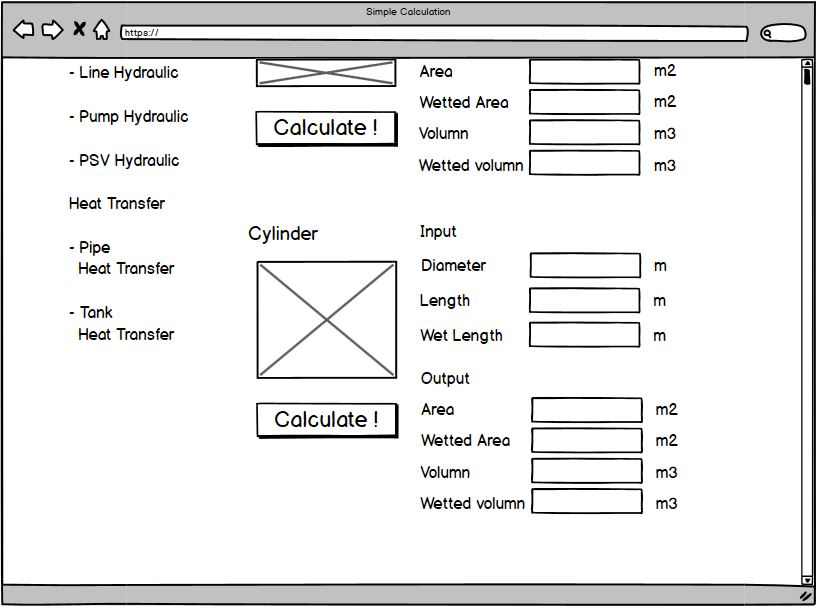 Simple Calculation
https://
- Line Hydraulic
- Pump Hydraulic
- PSV Hydraulic
Heat Transfer
- Pipe
Heat Transfer
- Tank
Heat Transfer
Calculate !
Area m2
Wetted Area m2
Volumn m3
Wetted volumn m3
Cylinder
Calculate !
Input
Diameter m
Length m
Wet Length m
Output
Area m2
Wetted Area m2
Volumn m3
Wetted volumn m3